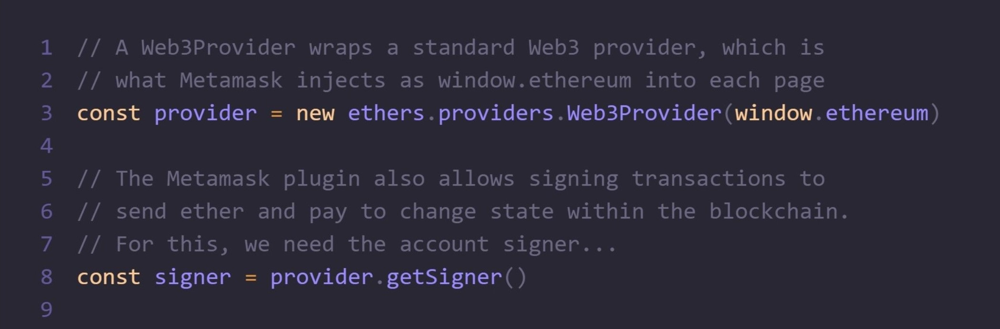 1 // A Web3Provider wraps a standard Web3 provider, which is
2 // what Metamask injects as window.ethereum into each page
3 const provider = new ethers.providers.Web3Provider(window.ethereum)
4
5 // The Metamask plugin also allows signing transactions to
6 // send ether and pay to change state within the blockchain.
7 // For this, we need the account signer...
8 const signer = provider.getSigner()
9